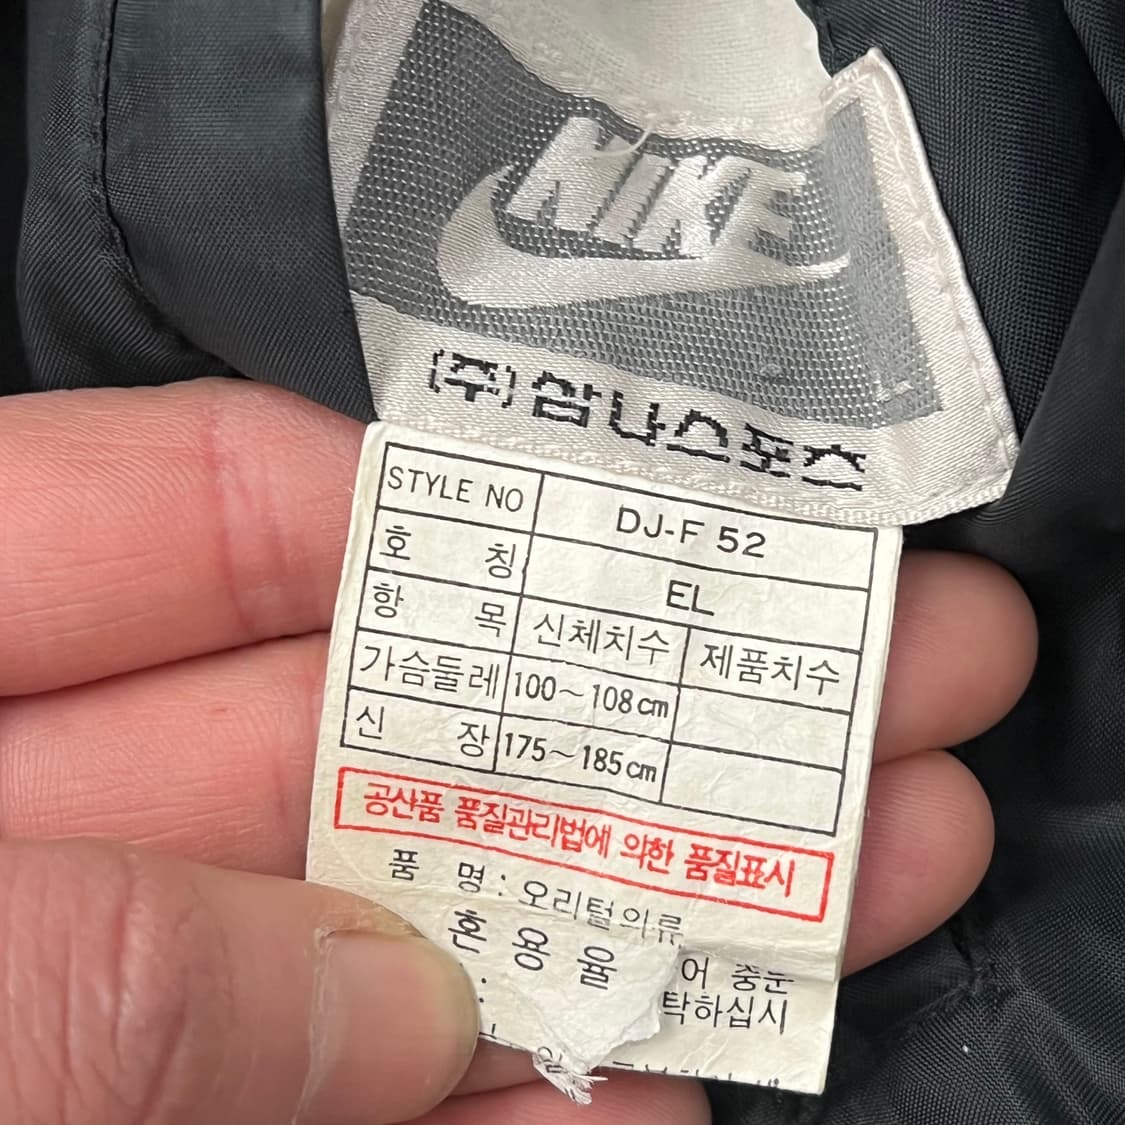 NIKE
(주)삼나스포츠
STYLE NO DJ-F 52
호 칭 EL
항 목 신체치수 제품치수
가슴둘레 100~108cm
신 장 175~185cm
공산품 품질관리법에 의한 품질표시
품 명 : 오리털의류
혼 용 율
어 중눈
탁하십시